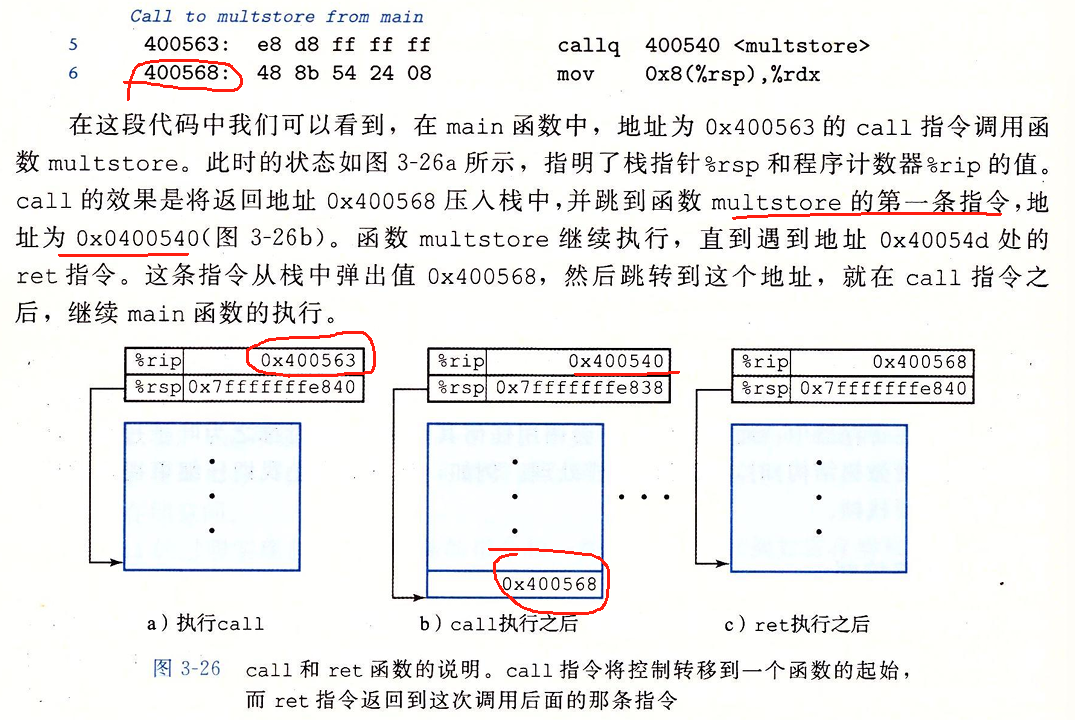 Call to multstore from main
5 400563: e8 d8 ff ff ff callq 400540 <multstore>
6 400568: 48 8b 54 24 08 mov 0x8(%rsp),%rdx
在这段代码中我们可以看到，在 main 函数中，地址为 0x400563 的 call 指令调用函
数 multstore。此时的状态如图 3-26a 所示，指明了栈指针%rsp 和程序计数器%rip 的值。
call 的效果是将返回地址 0x400568 压入栈中,并跳到函数 multstore 的第一条指令,地
址为 0x0400540(图 3-26b)。函数 multstore 继续执行，直到遇到地址 0x40054d 处的
ret 指令。这条指令从栈中弹出值 0x400568，然后跳转到这个地址，就在 call 指令之
后，继续 main 函数的执行。
%rip 0x400563
%rsp 0x7fffffffe840
%rip 0x400540
%rsp 0x7fffffffe838
%rip 0x400568
%rsp 0x7fffffffe840
0x400568
a）执行call
b）call执行之后
c）ret执行之后
图 3-26 call 和 ret 函数的说明。call 指令将控制转移到一个函数的起始，
而 ret 指令返回到这次调用后面的那条指令